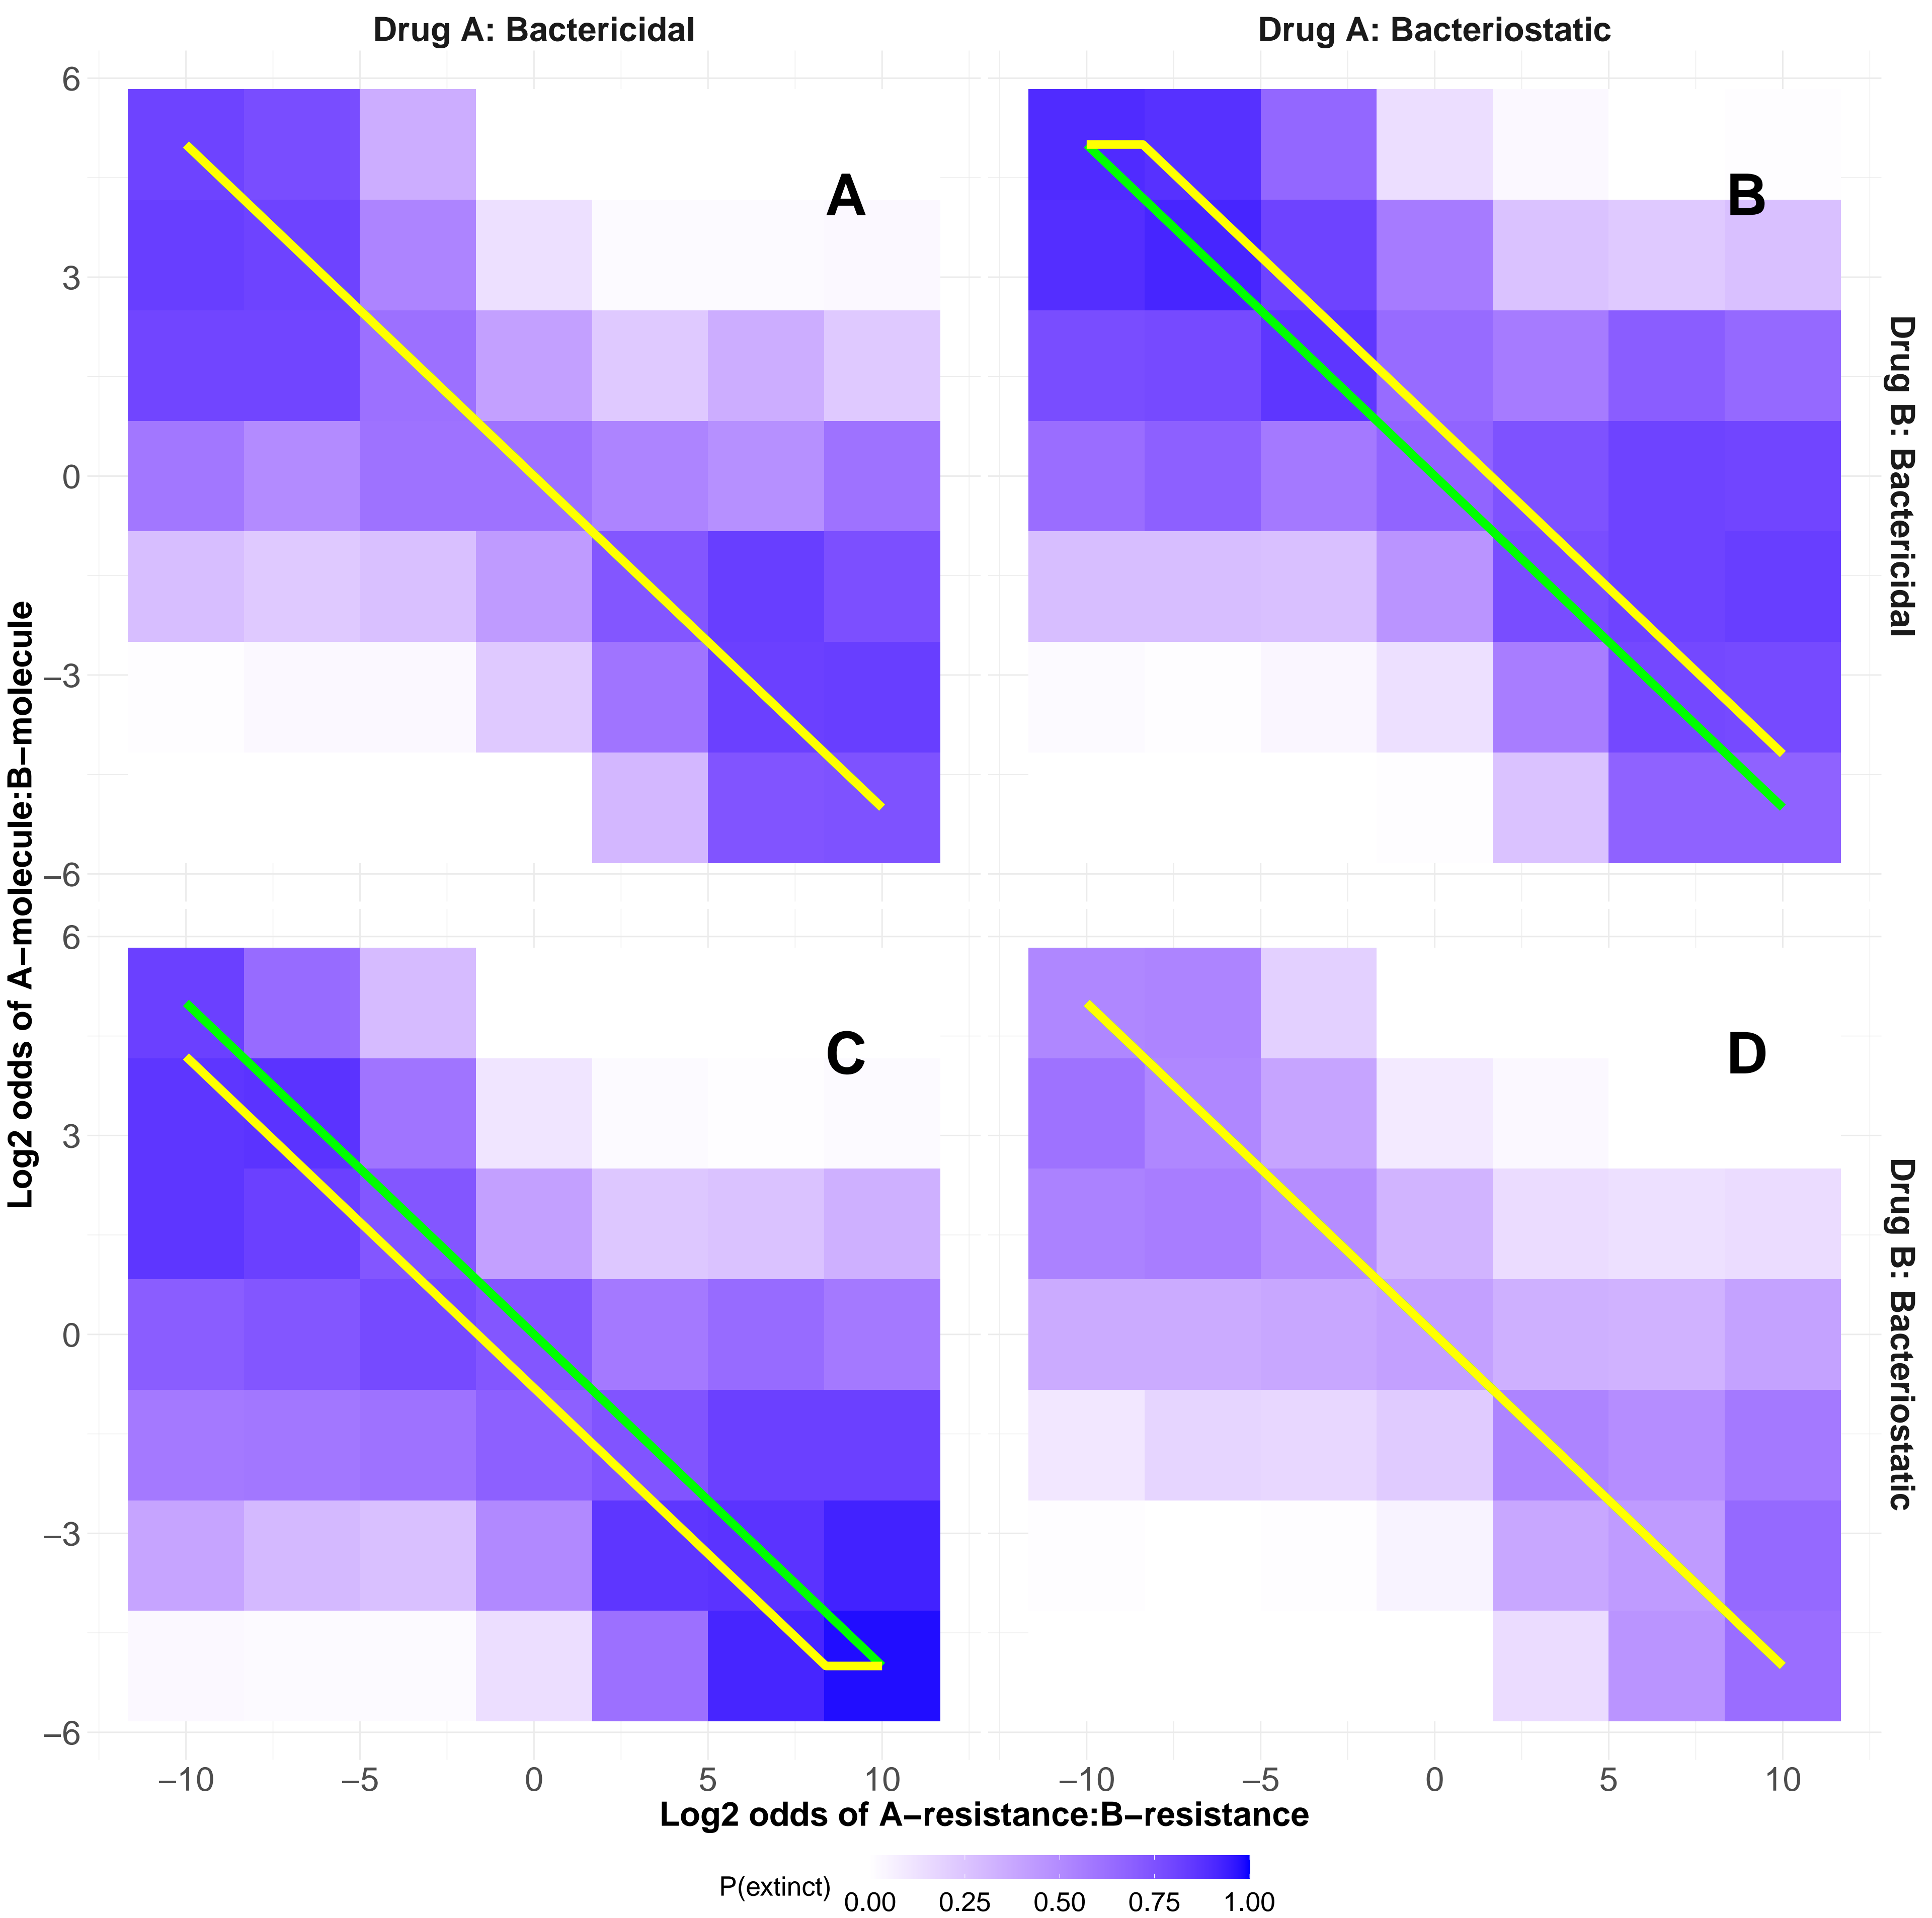 Drug A: Bactericidal
Drug A: Bacteriostatic
6
3
0
−3
−6
A
B
Drug B: Bactericidal
Log2 odds of A−molecule:B−molecule
6
3
0
−3
−6
C
D
Drug B: Bacteriostatic
−10
−5
0
5
10
−10
−5
0
5
10
Log2 odds of A−resistance:B−resistance
P(extinct)
0.00 0.25 0.50 0.75 1.00